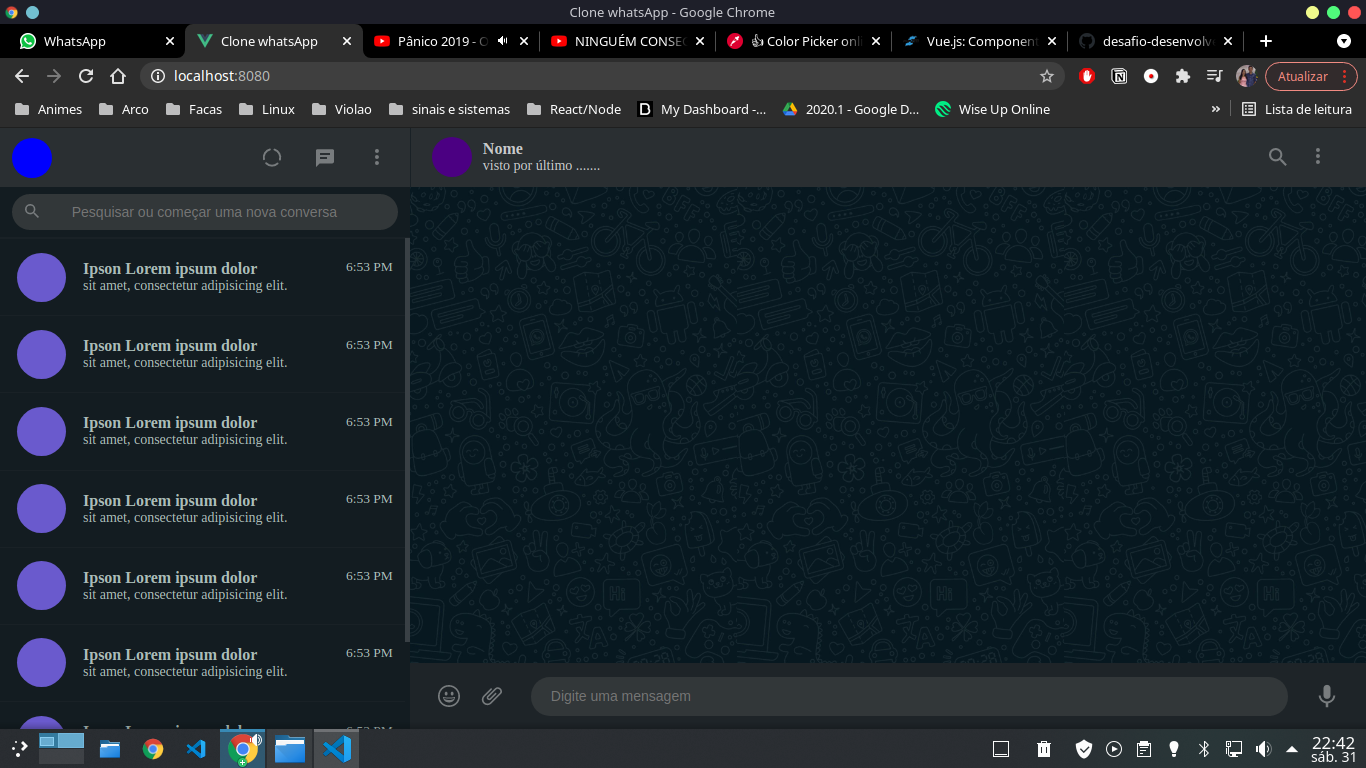 Clone whatsApp - Google Chrome
WhatsApp
Clone whatsApp
Pânico 2019 - O
NINGUÉM CONSEC
Color Picker onl
Vue.js: Component
desafio-desenvolv
localhost:8080
Atualizar
Animes
Arco
Facas
Linux
Violao
sinais e sistemas
React/Node
My Dashboard -...
2020.1 - Google D...
Wise Up Online
»
Lista de leitura
Nome
visto por último .......
Pesquisar ou começar uma nova conversa
Ipson Lorem ipsum dolor
6:53 PM
sit amet, consectetur adipisicing elit.
Ipson Lorem ipsum dolor
6:53 PM
sit amet, consectetur adipisicing elit.
Ipson Lorem ipsum dolor
6:53 PM
sit amet, consectetur adipisicing elit.
Ipson Lorem ipsum dolor
6:53 PM
sit amet, consectetur adipisicing elit.
Ipson Lorem ipsum dolor
6:53 PM
sit amet, consectetur adipisicing elit.
Ipson Lorem ipsum dolor
6:53 PM
sit amet, consectetur adipisicing elit.
Hi
Hi
Digite uma mensagem
22:42
sáb. 31